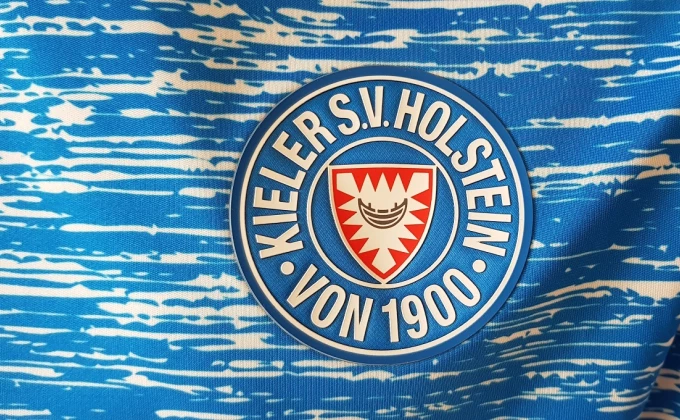 KIELER S.V. HOLSTEIN
VON 1900